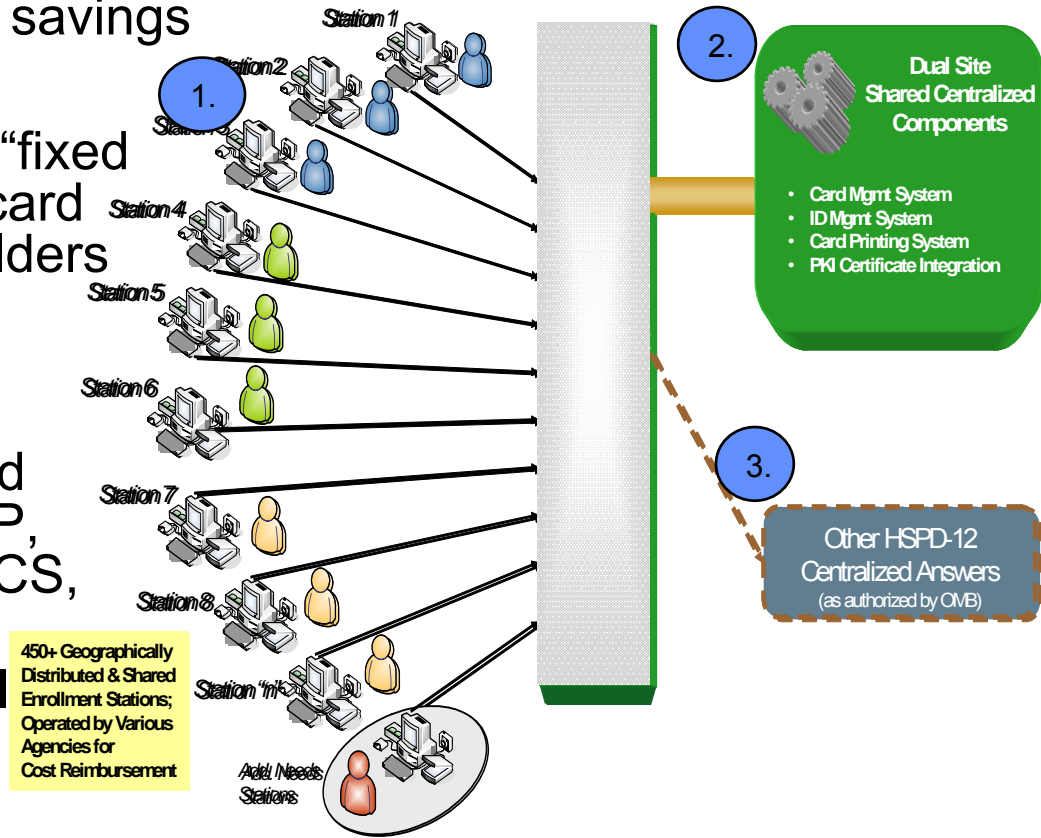 savings
"fixed
card
lders
d
P,
CS,
450+ Geographically
Distributed & Shared
Enrollment Stations;
Operated by Various
Agencies for
Cost Reimbursement
1.
Station 1
Station 2
Station 4
Station 5
Station 6
Station 7
Station 8
Station "n"
Add. Needs
Stations
2.
Dual Site
Shared Centralized
Components
• Card Mgmt System
• ID Mgmt System
• Card Printing System
• PKI Certificate Integration
3.
Other HSPD-12
Centralized Answers
(as authorized by OMB)